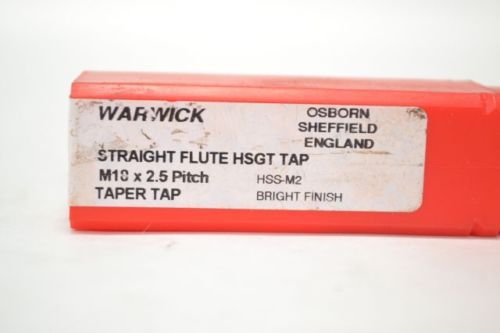 WARWICK
OSBORN
SHEFFIELD
ENGLAND
STRAIGHT FLUTE HSGT TAP
M18 x 2.5 Pitch
HSS-M2
TAPER TAP
BRIGHT FINISH